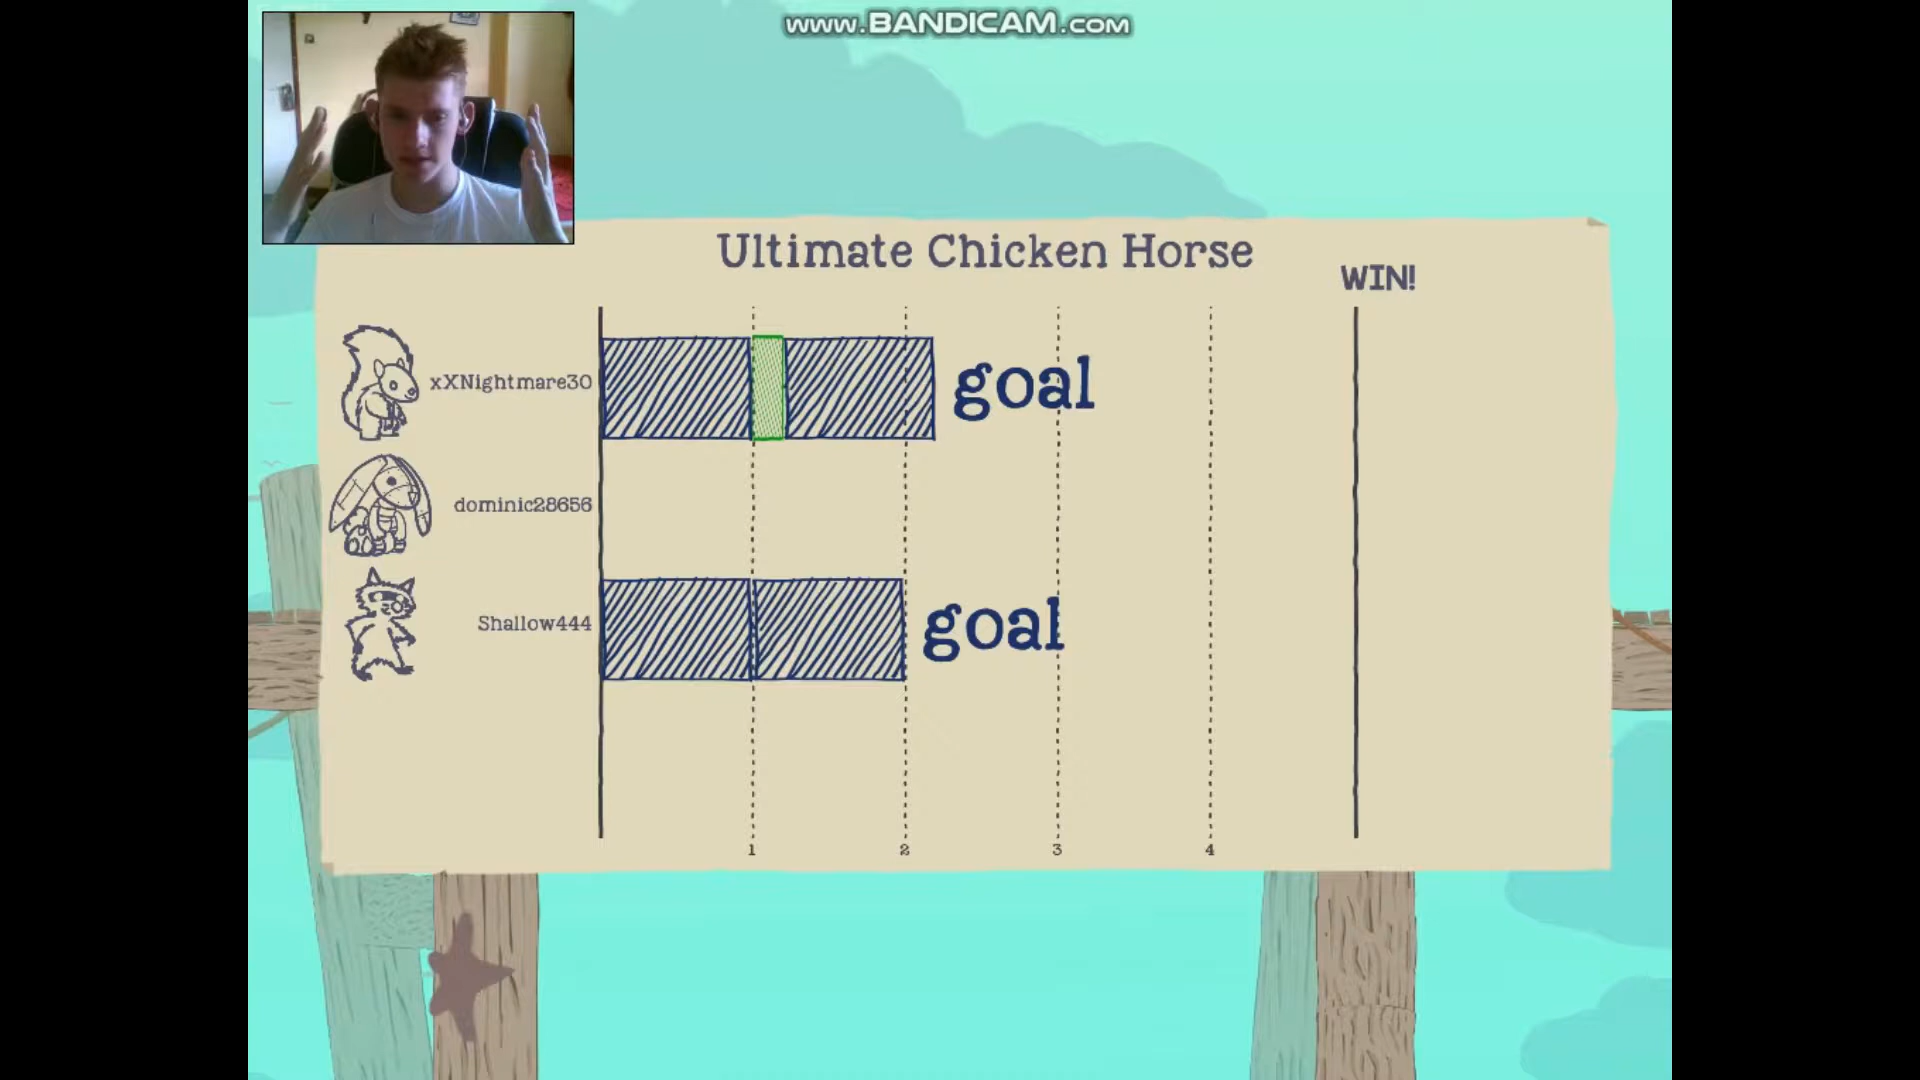 www.BANDICAM.com
Ultimate Chicken Horse
WIN!
xXNightmare30
goal
dominic28656
Shallow444
goal
1 2 3 4